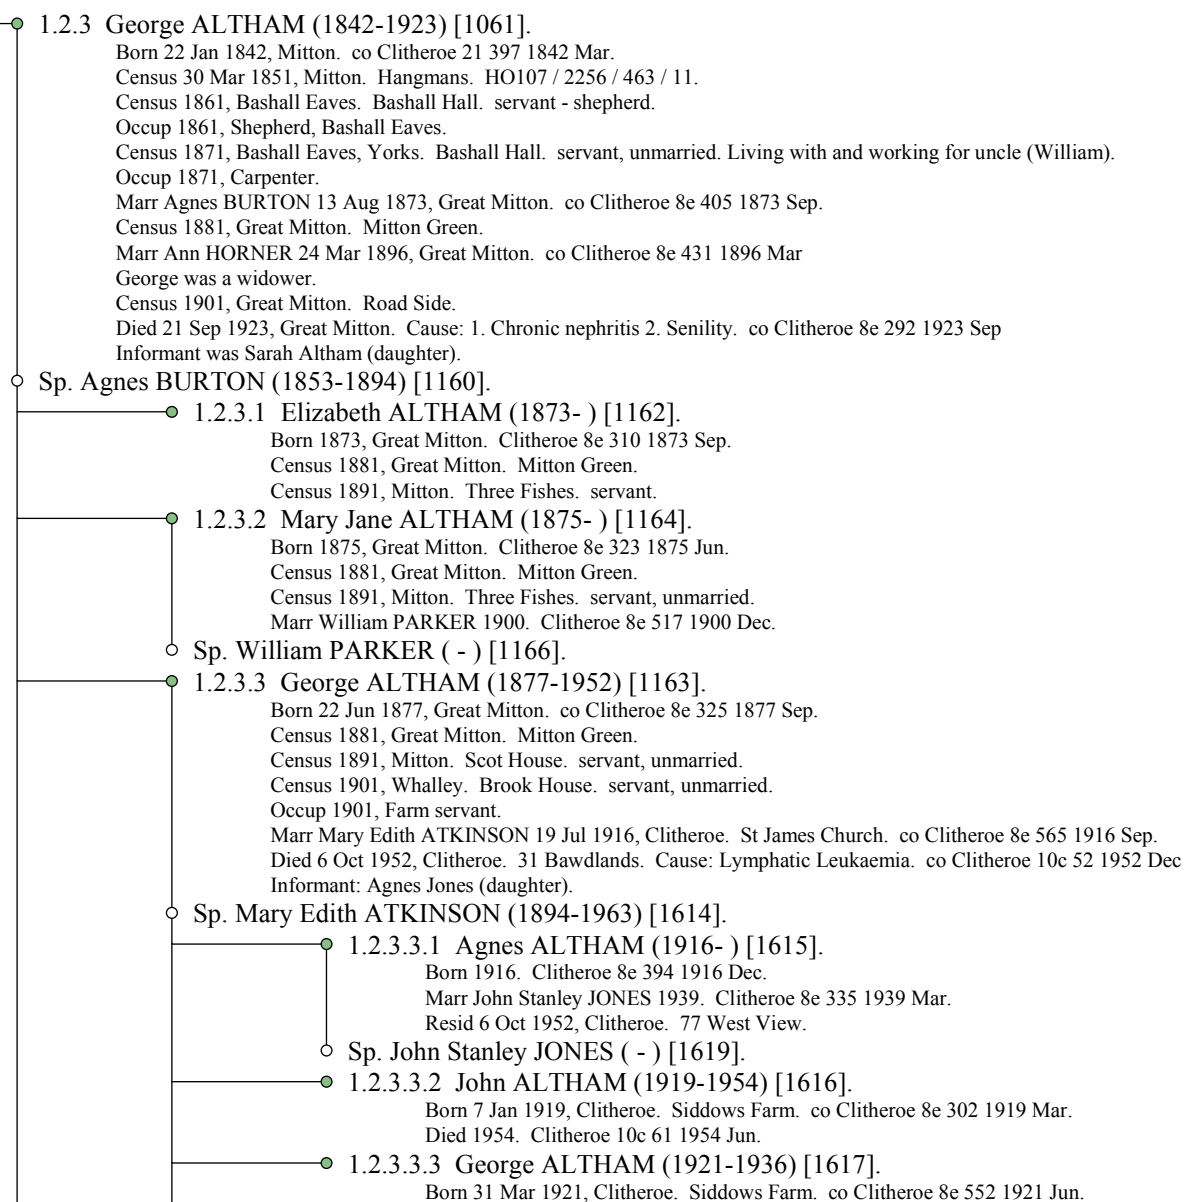 1.2.3 George ALTHAM (1842-1923) [1061].
Born 22 Jan 1842, Mitton. co Clitheroe 21 397 1842 Mar.
Census 30 Mar 1851, Mitton. Hangmans. HO107 / 2256 / 463 / 11.
Census 1861, Bashall Eaves. Bashall Hall. servant - shepherd.
Occup 1861, Shepherd, Bashall Eaves.
Census 1871, Bashall Eaves, Yorks. Bashall Hall. servant, unmarried. Living with and working for uncle (William).
Occup 1871, Carpenter.
Marr Agnes BURTON 13 Aug 1873, Great Mitton. co Clitheroe 8e 405 1873 Sep.
Census 1881, Great Mitton. Mitton Green.
Marr Ann HORNER 24 Mar 1896, Great Mitton. co Clitheroe 8e 431 1896 Mar
George was a widower.
Census 1901, Great Mitton. Road Side.
Died 21 Sep 1923, Great Mitton. Cause: 1. Chronic nephritis 2. Senility. co Clitheroe 8e 292 1923 Sep
Informant was Sarah Altham (daughter).
Sp. Agnes BURTON (1853-1894) [1160].
1.2.3.1 Elizabeth ALTHAM (1873- ) [1162].
Born 1873, Great Mitton. Clitheroe 8e 310 1873 Sep.
Census 1881, Great Mitton. Mitton Green.
Census 1891, Mitton. Three Fishes. servant.
1.2.3.2 Mary Jane ALTHAM (1875- ) [1164].
Born 1875, Great Mitton. Clitheroe 8e 323 1875 Jun.
Census 1881, Great Mitton. Mitton Green.
Census 1891, Mitton. Three Fishes. servant, unmarried.
Marr William PARKER 1900. Clitheroe 8e 517 1900 Dec.
Sp. William PARKER ( - ) [1166].
1.2.3.3 George ALTHAM (1877-1952) [1163].
Born 22 Jun 1877, Great Mitton. co Clitheroe 8e 325 1877 Sep.
Census 1881, Great Mitton. Mitton Green.
Census 1891, Mitton. Scot House. servant, unmarried.
Census 1901, Whalley. Brook House. servant, unmarried.
Occup 1901, Farm servant.
Marr Mary Edith ATKINSON 19 Jul 1916, Clitheroe. St James Church. co Clitheroe 8e 565 1916 Sep.
Died 6 Oct 1952, Clitheroe. 31 Bawdlands. Cause: Lymphatic Leukaemia. co Clitheroe 10c 52 1952 Dec
Informant: Agnes Jones (daughter).
Sp. Mary Edith ATKINSON (1894-1963) [1614].
1.2.3.3.1 Agnes ALTHAM (1916- ) [1615].
Born 1916. Clitheroe 8e 394 1916 Dec.
Marr John Stanley JONES 1939. Clitheroe 8e 335 1939 Mar.
Resid 6 Oct 1952, Clitheroe. 77 West View.
Sp. John Stanley JONES ( - ) [1619].
1.2.3.3.2 John ALTHAM (1919-1954) [1616].
Born 7 Jan 1919, Clitheroe. Siddows Farm. co Clitheroe 8e 302 1919 Mar.
Died 1954. Clitheroe 10c 61 1954 Jun.
1.2.3.3.3 George ALTHAM (1921-1936) [1617].
Born 31 Mar 1921, Clitheroe. Siddows Farm. co Clitheroe 8e 552 1921 Jun.